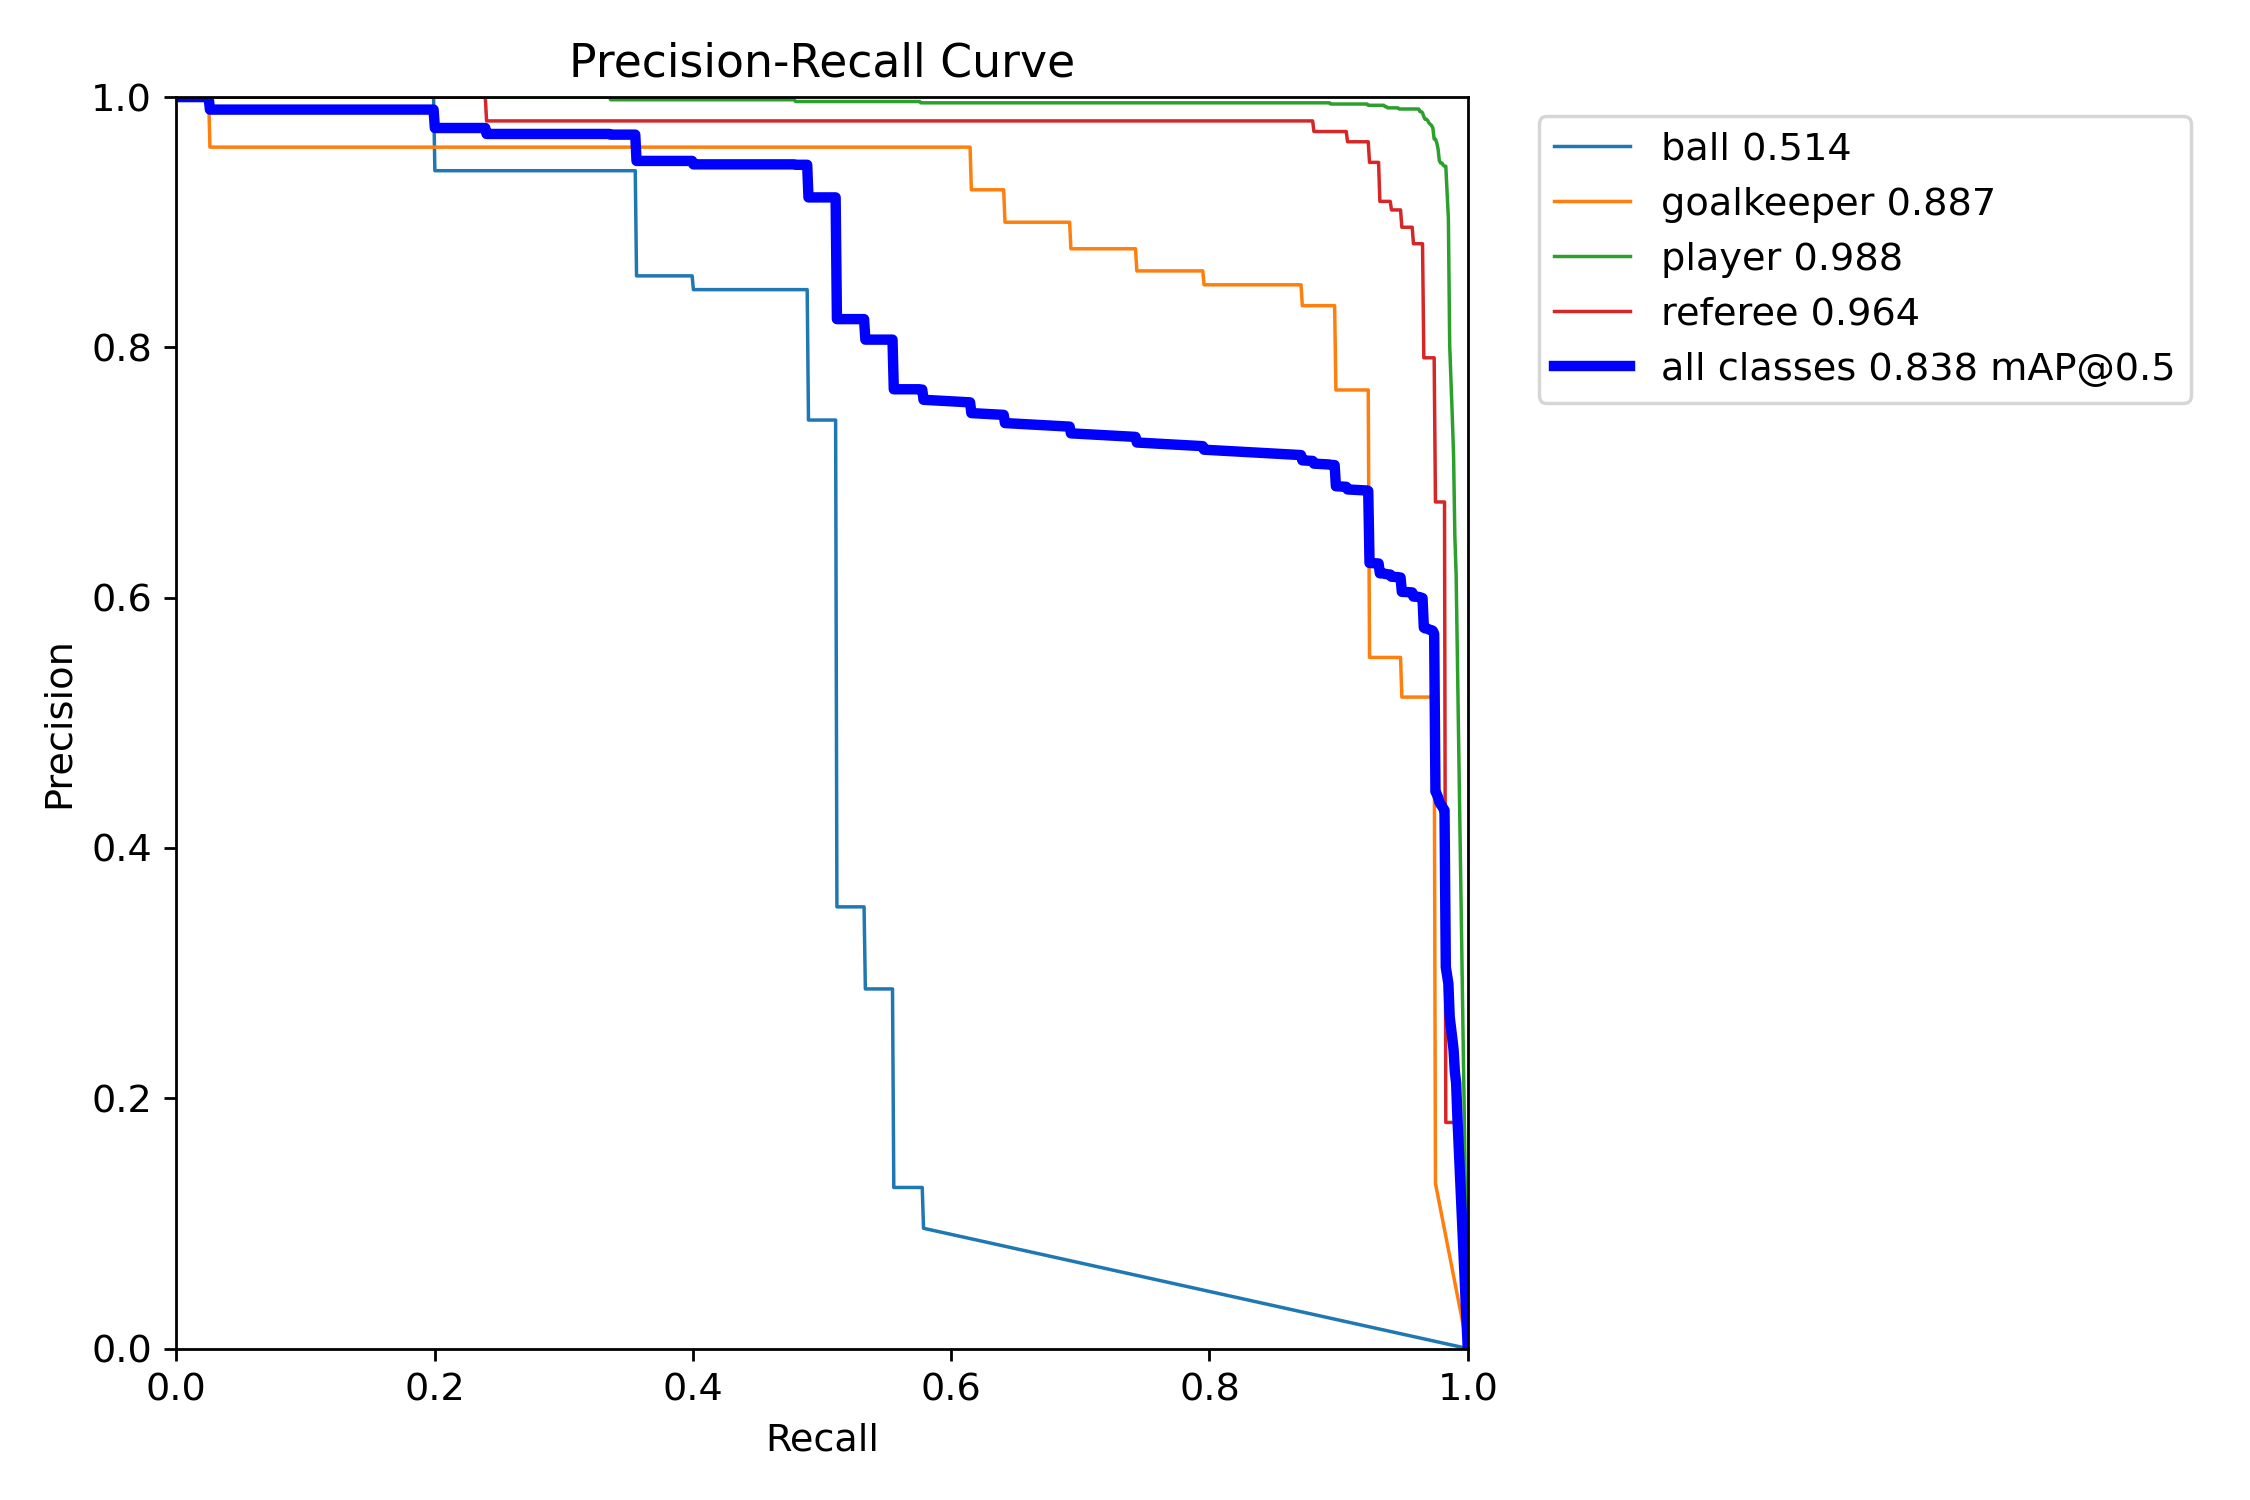 Precision-Recall Curve
1.0
0.8
0.6
0.4
0.2
0.0
Precision
0.0 0.2 0.4 0.6 0.8 1.0
Recall
ball 0.514
goalkeeper 0.887
player 0.988
referee 0.964
all classes 0.838 mAP@0.5